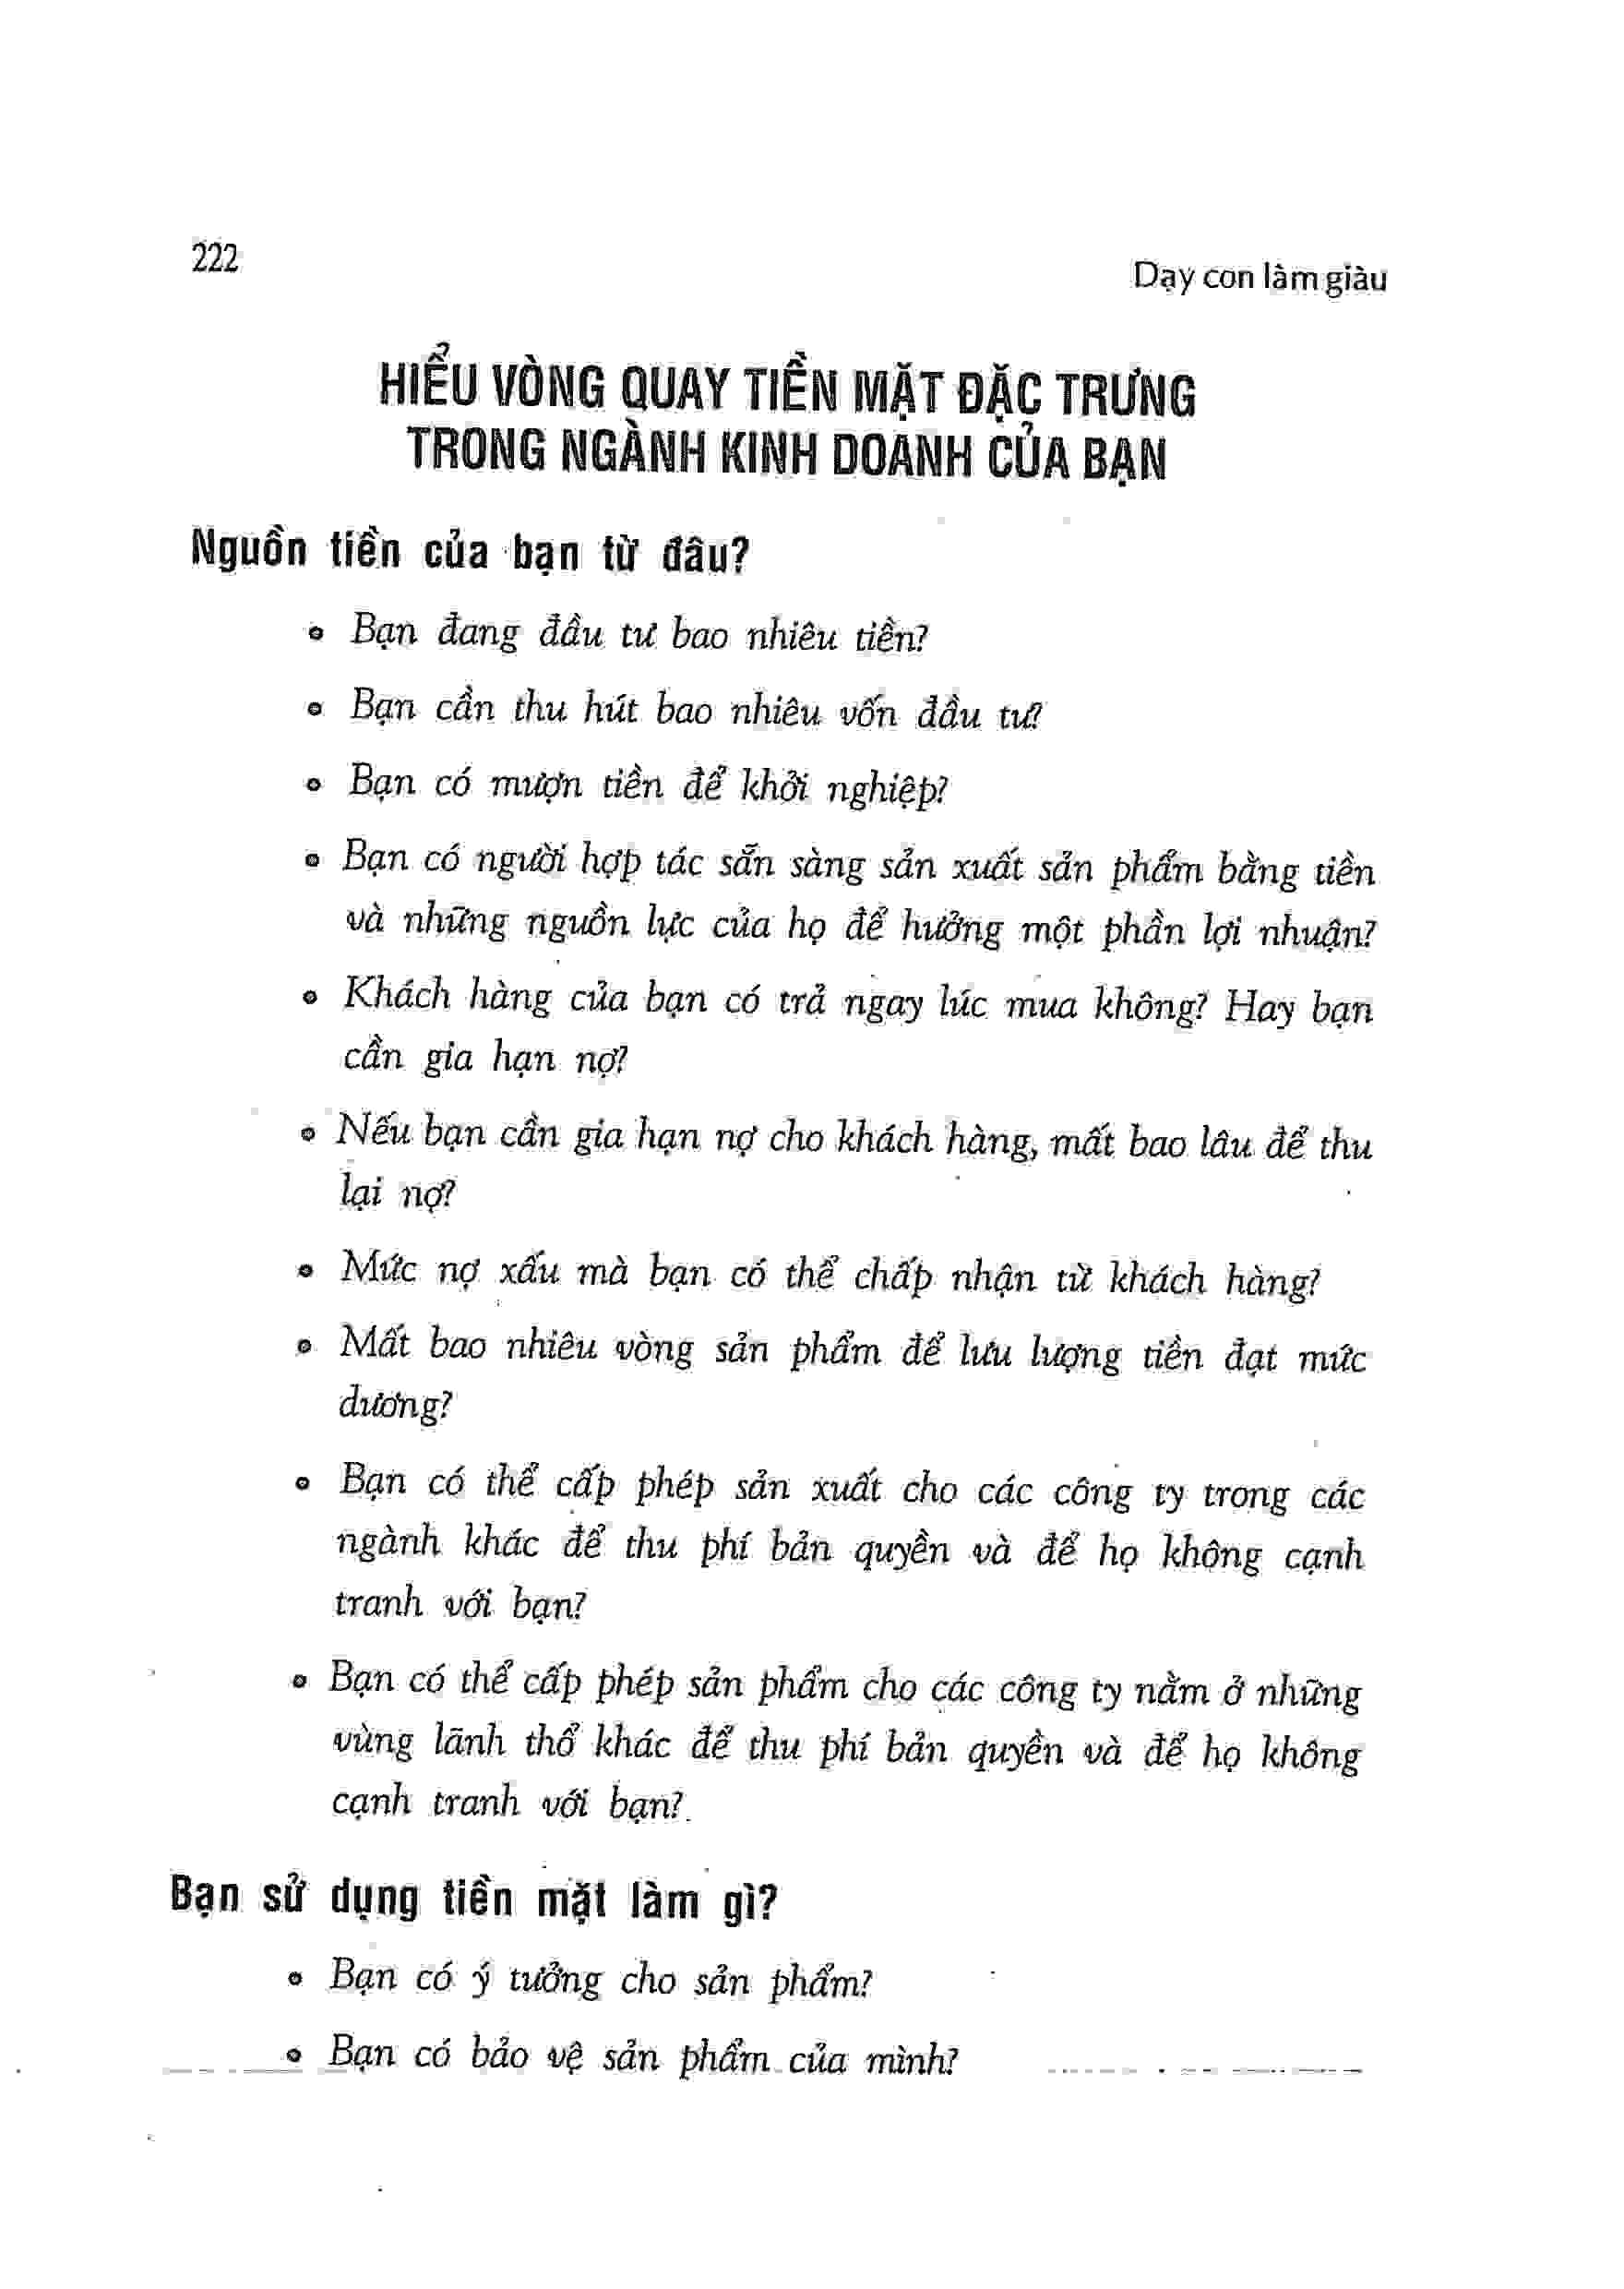 222
Dạy con làm giàu
HIỂU VÒNG QUAY TIỀN MẶT ĐẶC TRƯNG
TRONG NGÀNH KINH DOANH CỦA BẠN
Nguồn tiền của bạn từ đâu?
• Bạn đang đầu tư bao nhiêu tiền?
• Bạn cần thu hút bao nhiêu vốn đầu tư?
• Bạn có mượn tiền để khởi nghiệp?
• Bạn có người hợp tác sẵn sàng sản xuất sản phẩm bằng tiền
và những nguồn lực của họ để hưởng một phần lợi nhuận?
• Khách hàng của bạn có trả ngay lúc mua không? Hay bạn
cần gia hạn nợ?
• Nếu bạn cần gia hạn nợ cho khách hàng, mất bao lâu để thu
lại nợ?
• Mức nợ xấu mà bạn có thể chấp nhận từ khách hàng?
• Mất bao nhiêu vòng sản phẩm để lưu lượng tiền đạt mức
dương?
• Bạn có thể cấp phép sản xuất cho các công ty trong các
ngành khác để thu phí bản quyền và để họ không cạnh
tranh với bạn?
• Bạn có thể cấp phép sản phẩm cho các công ty nằm ở những
vùng lãnh thổ khác để thu phí bản quyền và để họ không
cạnh tranh với bạn?
Bạn sử dụng tiền mặt làm gì?
• Bạn có ý tưởng cho sản phẩm?
• Bạn có bảo vệ sản phẩm của mình?